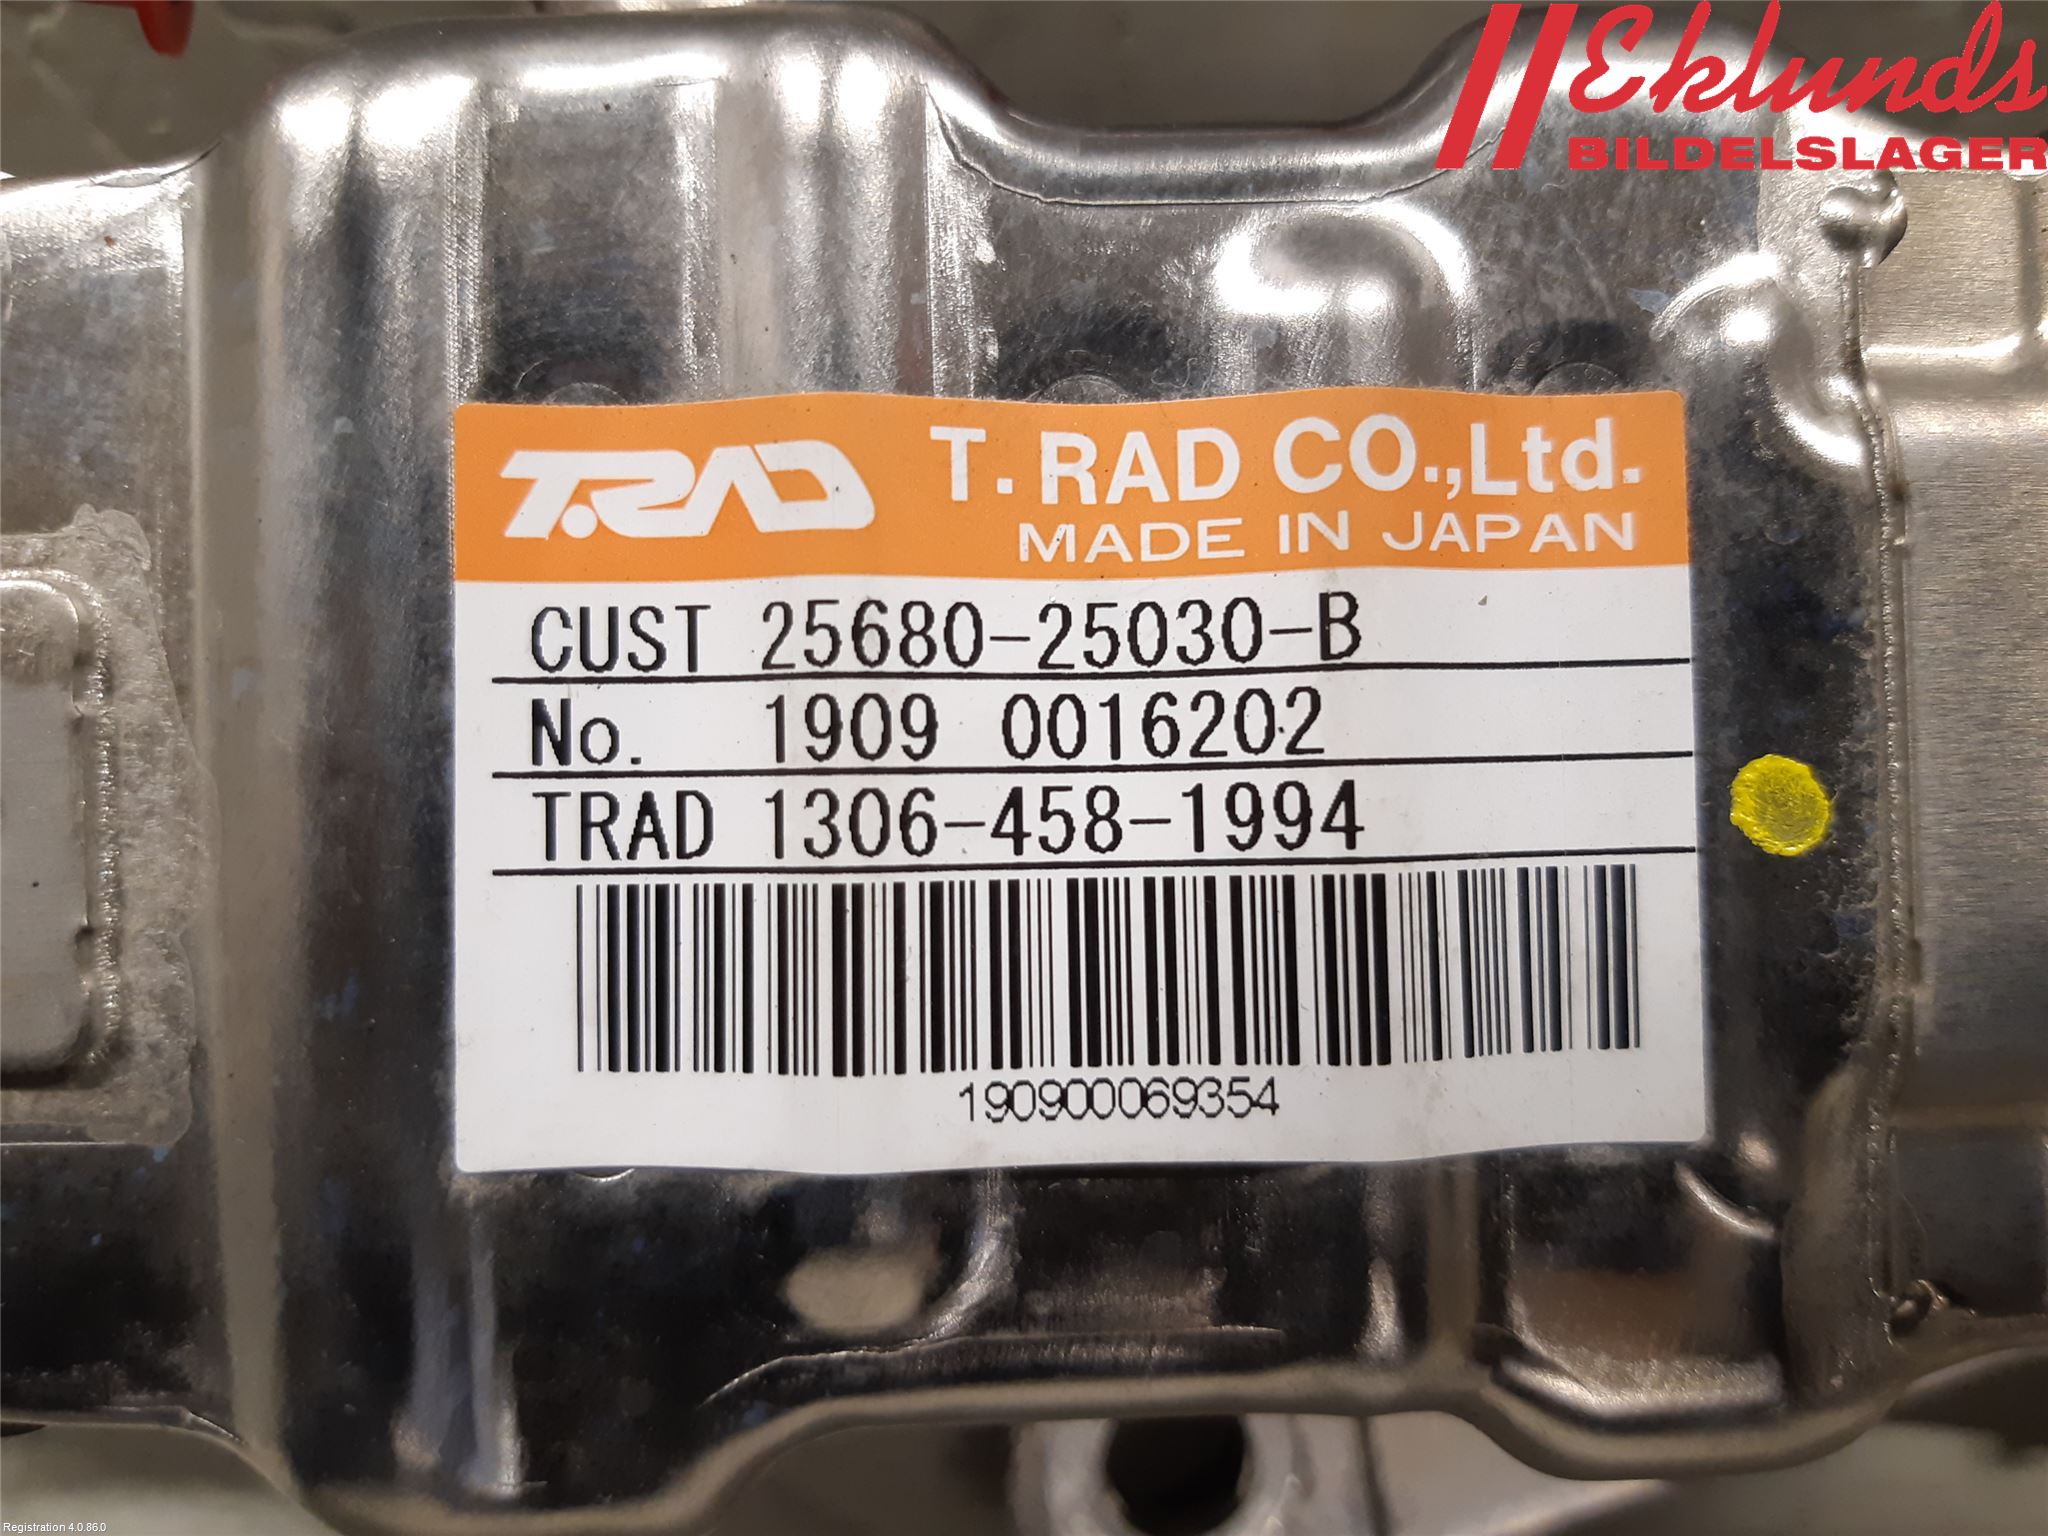 Eklunds
BILDELSLAGER
T.RAD T. RAD CO.,Ltd.
MADE IN JAPAN
CUST 25680-25030-B
No. 1909 0016202
TRAD 1306-458-1994
190900069354
Registration 4.0.86.0